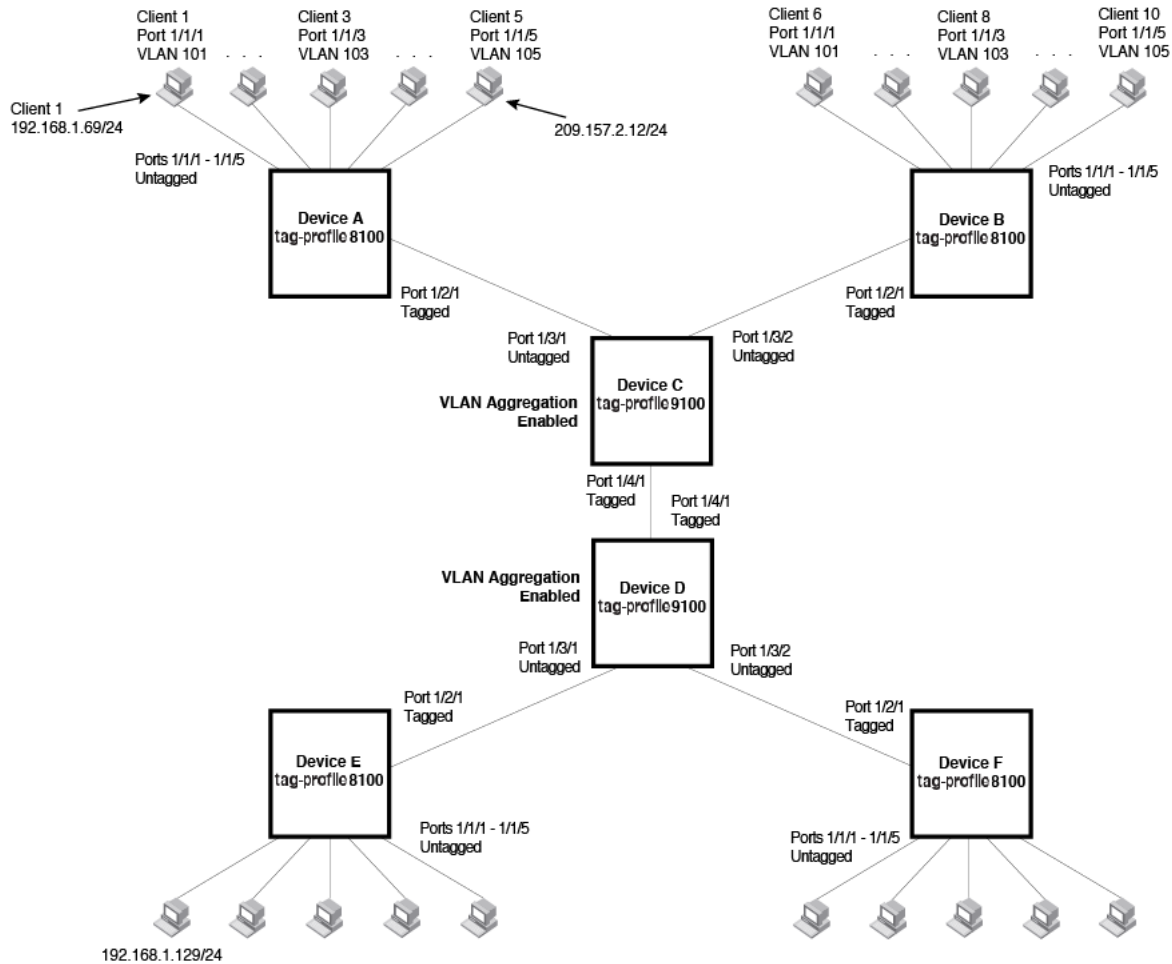 Client 1
Port 1/1/1
VLAN 101
. . .
Client 3
Port 1/1/3
VLAN 103
. . .
Client 5
Port 1/1/5
VLAN 105
Client 6
Port 1/1/1
VLAN 101
. . .
Client 8
Port 1/1/3
VLAN 103
. . .
Client 10
Port 1/1/5
VLAN 105
Client 1
192.168.1.69/24
209.157.2.12/24
Ports 1/1/1 - 1/1/5
Untagged
Ports 1/1/1 - 1/1/5
Untagged
Device A
tag-profile 8100
Device B
tag-profile 8100
Port 1/2/1
Tagged
Port 1/2/1
Tagged
Port 1/3/1
Untagged
Port 1/3/2
Untagged
Device C
tag-profile 9100
VLAN Aggregation
Enabled
Port 1/4/1
Tagged
Port 1/4/1
Tagged
VLAN Aggregation
Enabled
Device D
tag-profile 9100
Port 1/3/1
Untagged
Port 1/3/2
Untagged
Port 1/2/1
Tagged
Port 1/2/1
Tagged
Device E
tag-profile 8100
Device F
tag-profile 8100
Ports 1/1/1 - 1/1/5
Untagged
Ports 1/1/1 - 1/1/5
Untagged
192.168.1.129/24